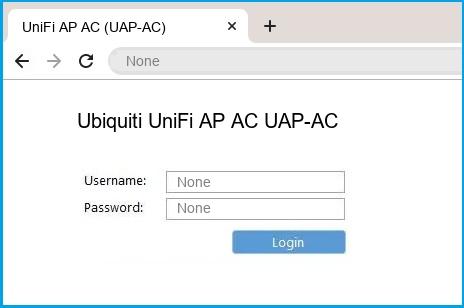 UniFi AP AC (UAP-AC)
None
Ubiquiti UniFi AP AC UAP-AC
Username: None
Password: None
Login